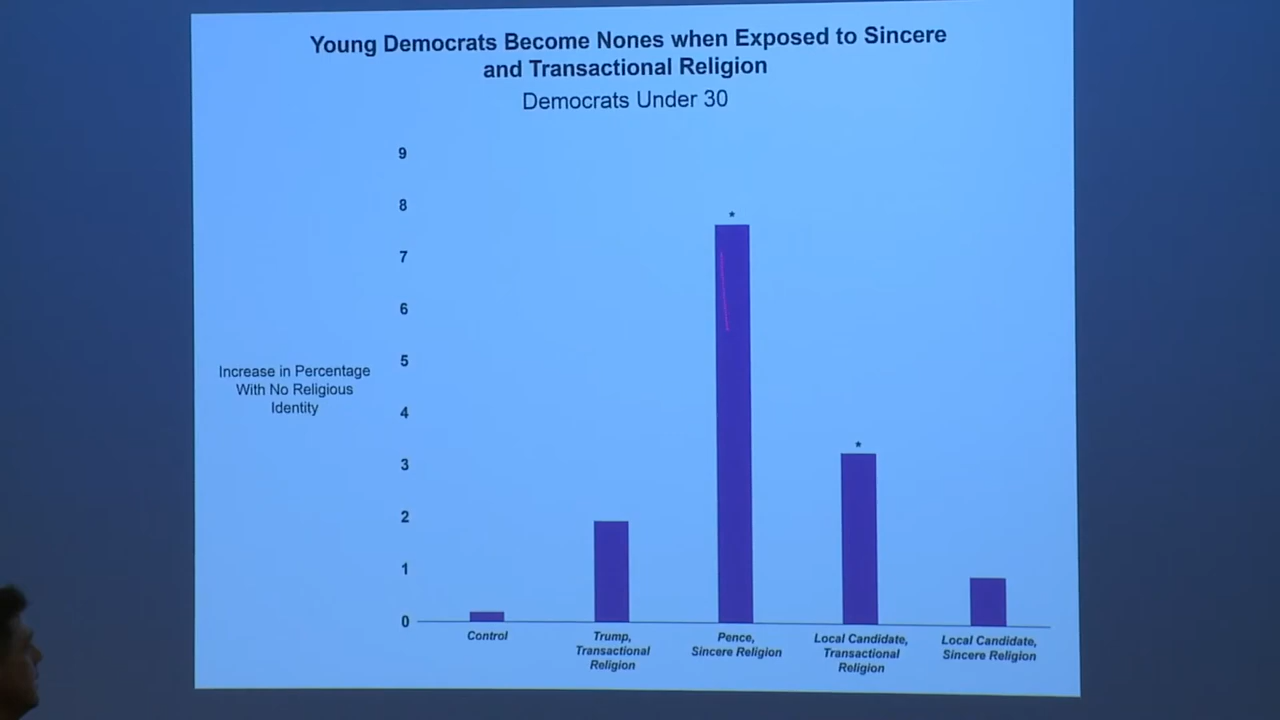 Young Democrats Become Nones when Exposed to Sincere
and Transactional Religion
Democrats Under 30
9
8
7
6
5
4
3
2
1
0
Increase in Percentage
With No Religious
Identity
*
*
Control
Trump,
Transactional
Religion
Pence,
Sincere Religion
Local Candidate,
Transactional
Religion
Local Candidate,
Sincere Religion